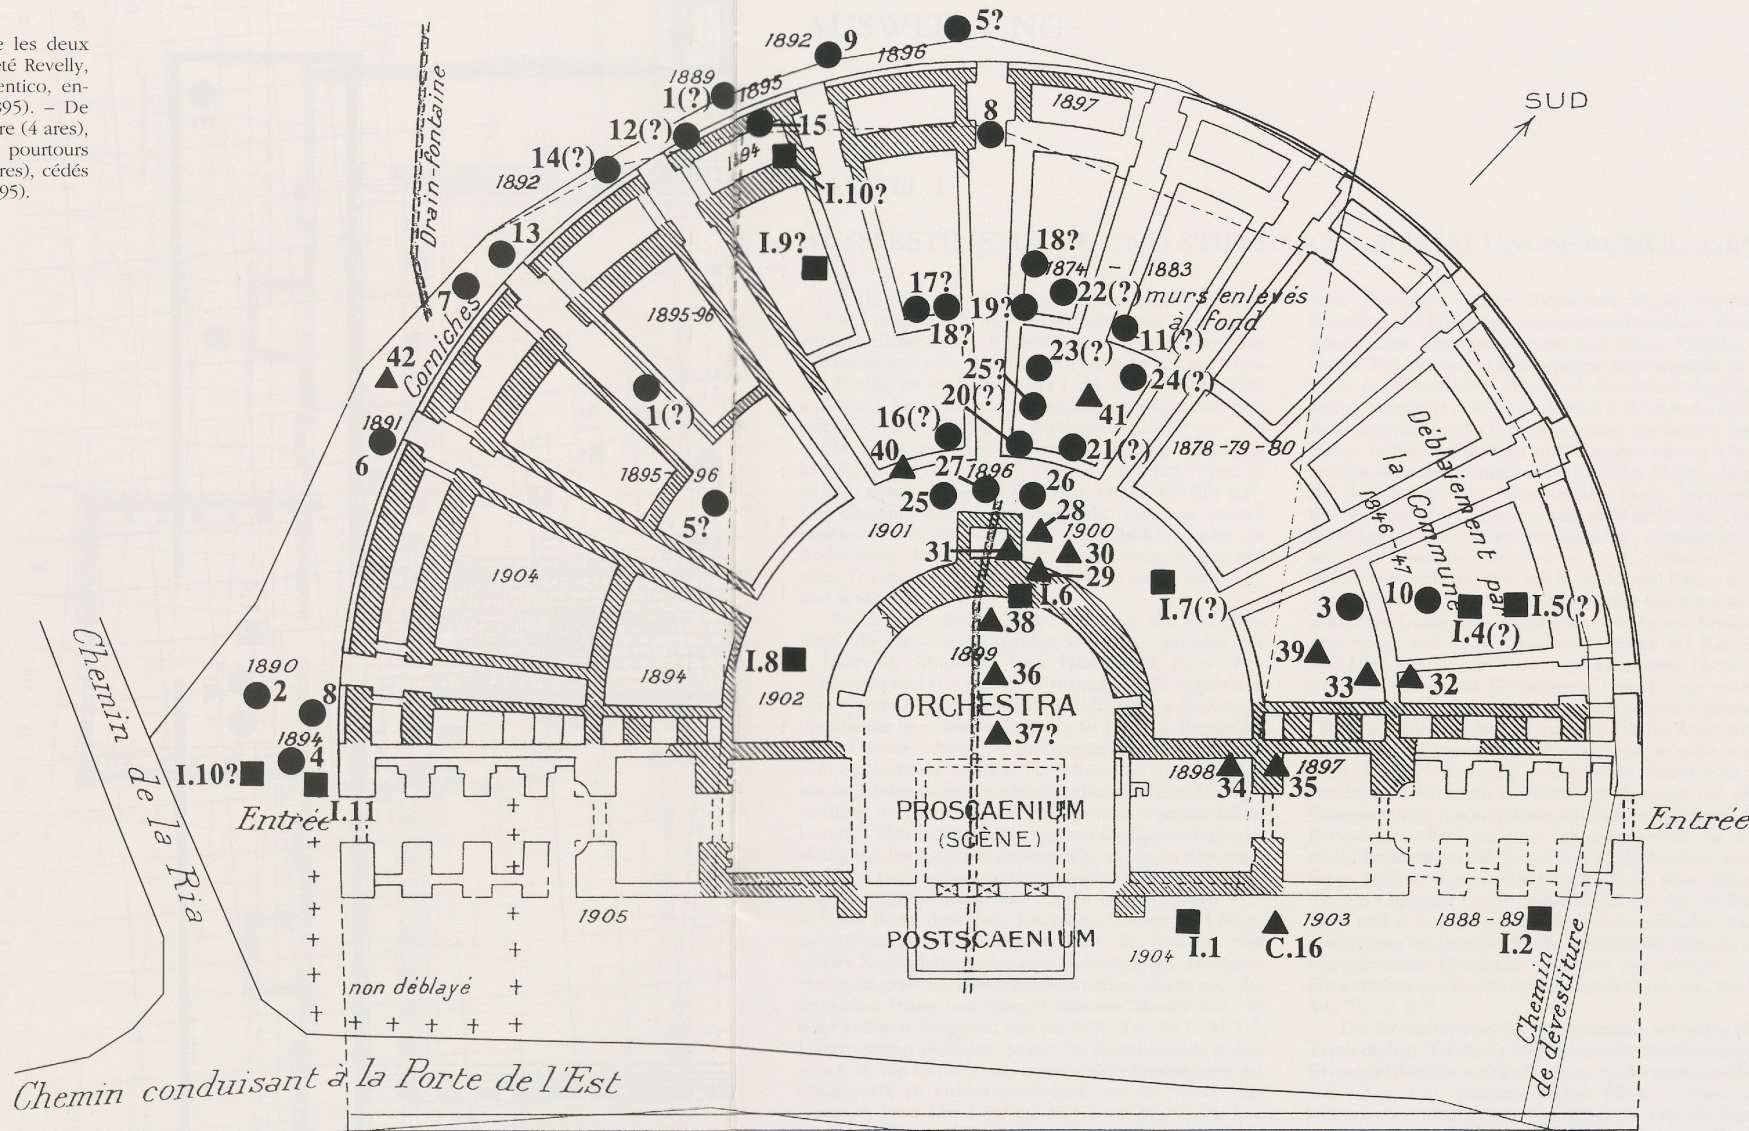 e les deux
eté Revelly,
entico, en-
395). – De
re (4 ares),
pourtours
res), cédés
95).
5?
1892
9
1896
SUD
1889
1(?)
1895
1897
8
12(?)
15
14(?)
1894
1892
I.10?
Drain-fontaine
13
I.9?
18?
1874 - 1883
7
17?
19?
22(?)
murs enlevés
à fond
1895-96
18?
11(?)
23(?)
42
Corniches
25?
24(?)
1(?)
20(?)
41
1891
16(?)
6
40
21(?)
1878-79-80
Déblaiement par
la Commune
1846-47
1895-96
27
1896
26
25
5?
28
1901
1900
31
30
29
1904
I.6
I.7(?)
3
10
I.5(?)
I.4(?)
38
39
1899
I.8
36
33
32
1890
2
8
1894
1902
ORCHESTRA
37?
1894
4
I.10?
1898
34
1897
35
I.11
Entrée
Entrée
PROSCAENIUM
(SCÈNE)
Chemin de la Ria
1905
POSTSCAENIUM
1904
I.1
C.16
1903
1888-89
I.2
non déblayé
Chemin
de dévestiture
Chemin conduisant à la Porte de l'Est